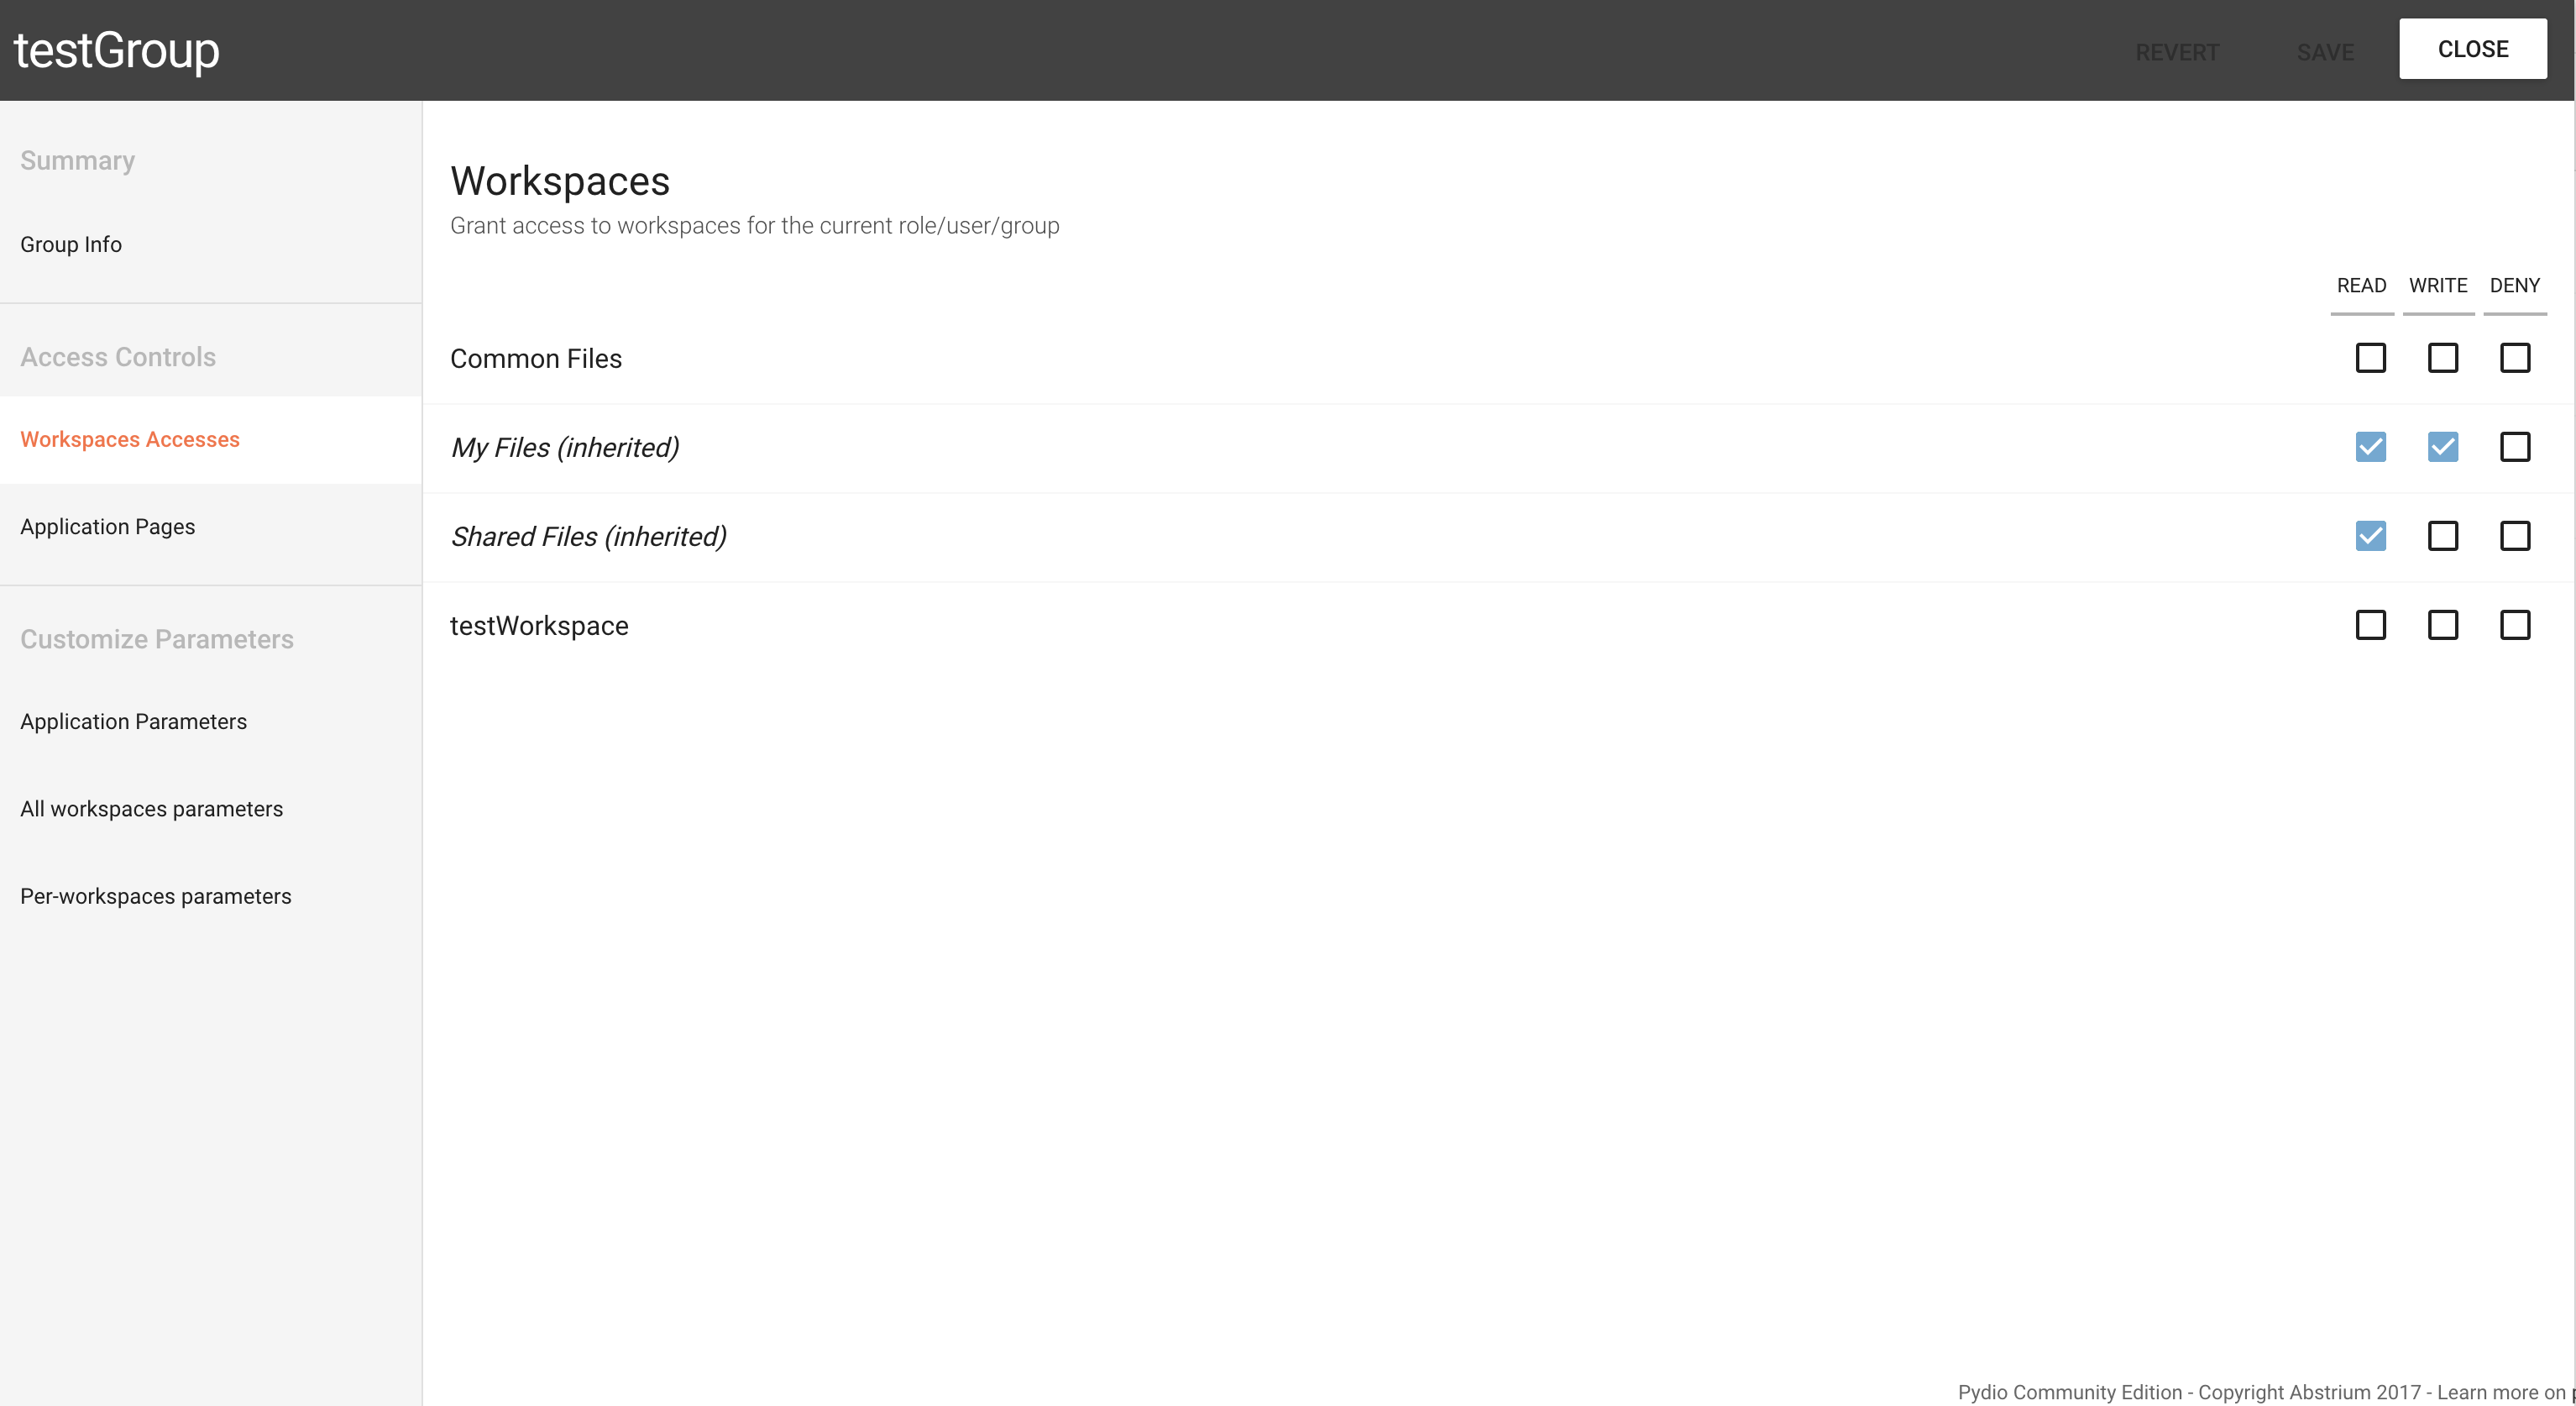 testGroup
REVERT SAVE CLOSE
Summary
Group Info
Access Controls
Workspaces Accesses
Application Pages
Customize Parameters
Application Parameters
All workspaces parameters
Per-workspaces parameters
Workspaces
Grant access to workspaces for the current role/user/group
READ WRITE DENY
Common Files
My Files (inherited)
Shared Files (inherited)
testWorkspace
Pydio Community Edition - Copyright Abstrium 2017 - Learn more on